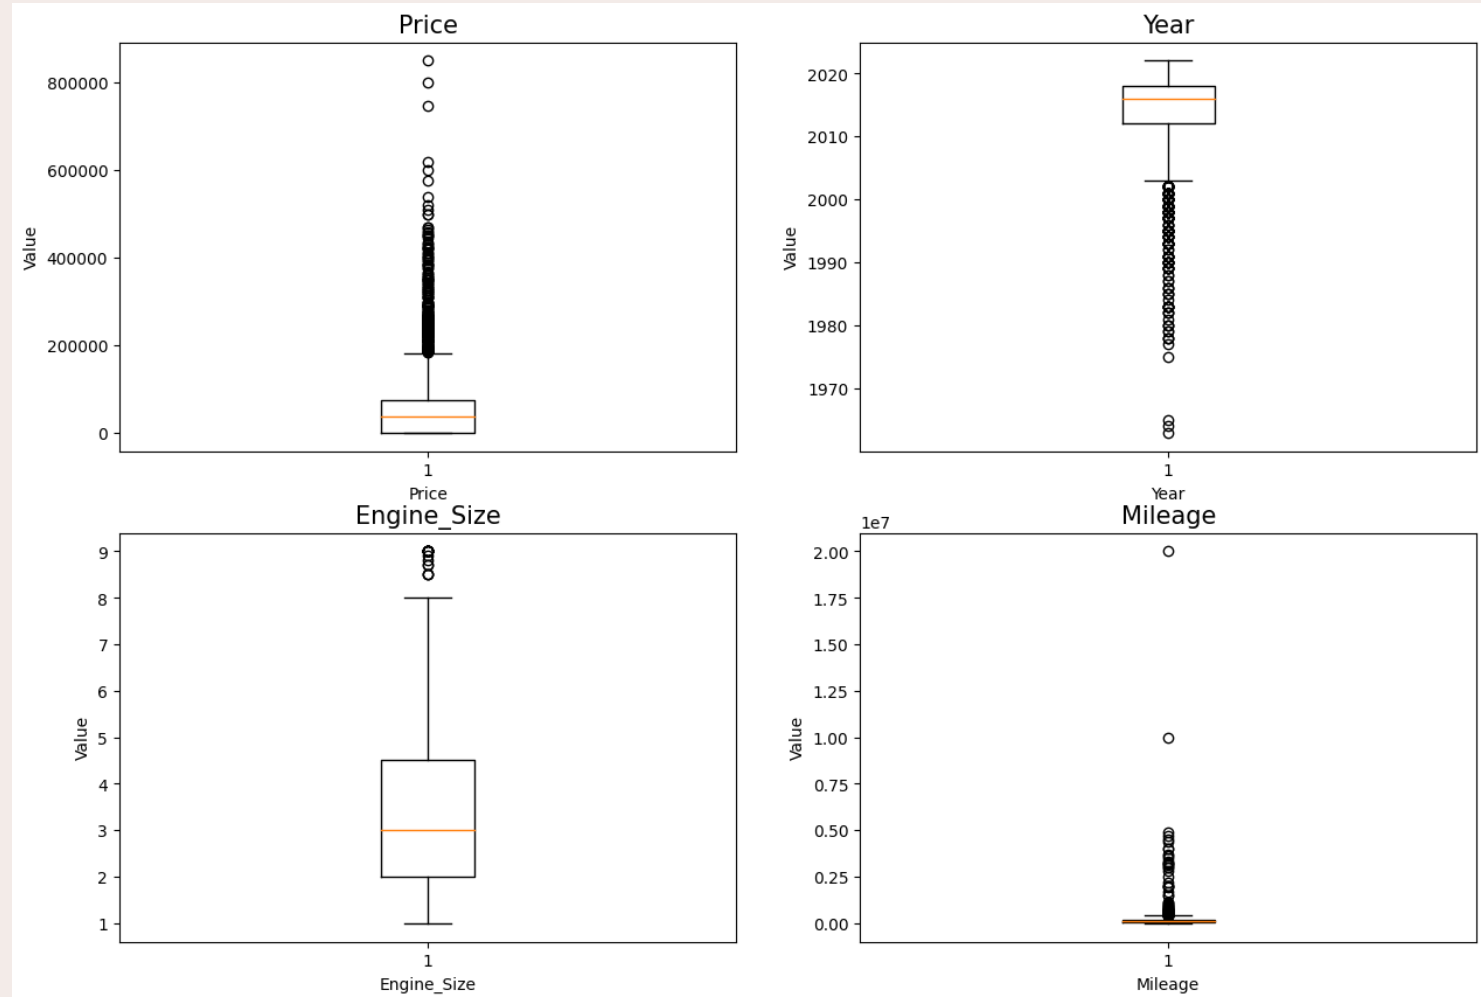 Price
800000
600000
400000
200000
0
Value
1
Price
Year
2020
2010
2000
1990
1980
1970
Value
1
Year
Engine_Size
9
8
7
6
5
4
3
2
1
Value
1
Engine_Size
Mileage
1e7
2.00
1.75
1.50
1.25
1.00
0.75
0.50
0.25
0.00
Value
1
Mileage